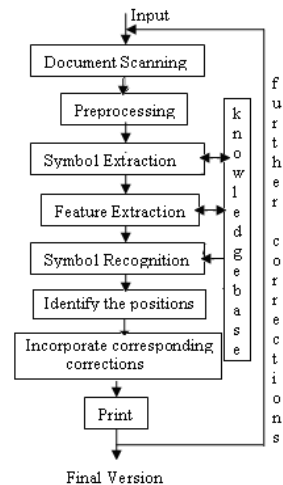 Input
Document Scanning
Preprocessing
Symbol Extraction
Feature Extraction
Symbol Recognition
Identify the positions
Incorporate corresponding
corrections
Print
Final Version
knowledgebase
further corrections